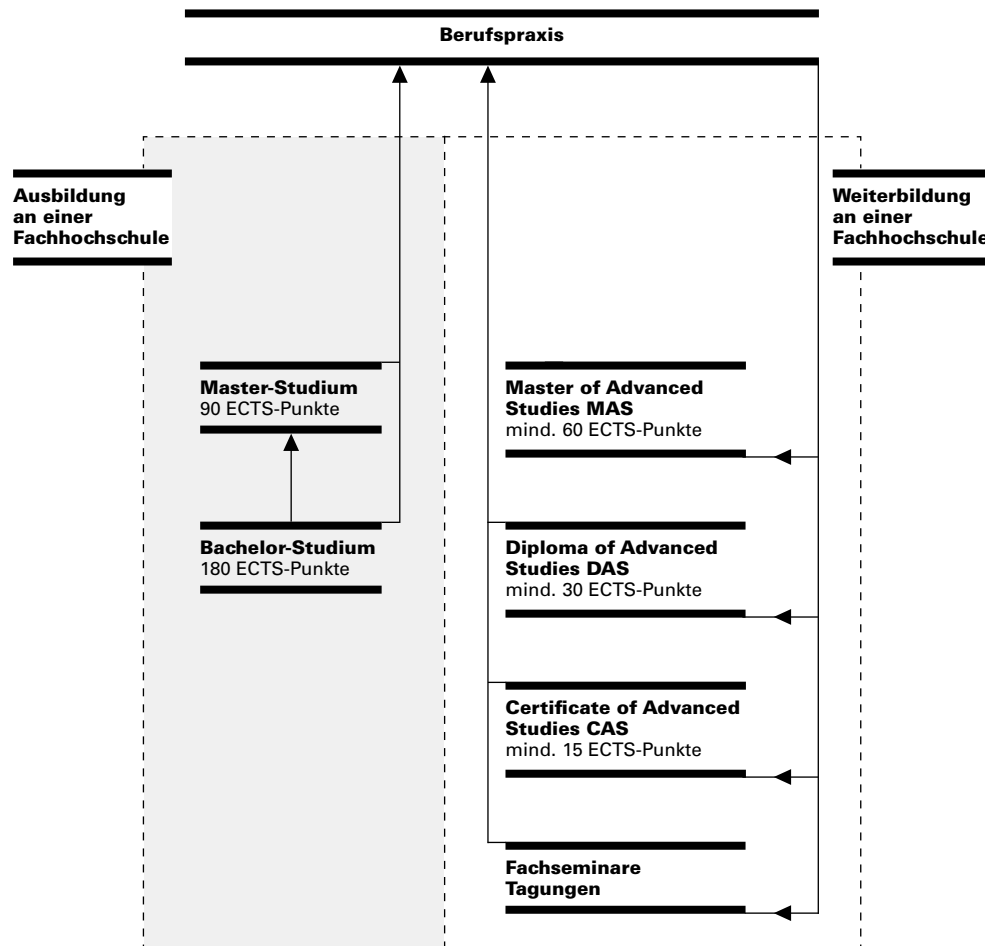 Berufspraxis
Ausbildung
an einer
Fachhochschule
Weiterbildung
an einer
Fachhochschule
Master-Studium
90 ECTS-Punkte
Bachelor-Studium
180 ECTS-Punkte
Master of Advanced
Studies MAS
mind. 60 ECTS-Punkte
Diploma of Advanced
Studies DAS
mind. 30 ECTS-Punkte
Certificate of Advanced
Studies CAS
mind. 15 ECTS-Punkte
Fachseminare
Tagungen